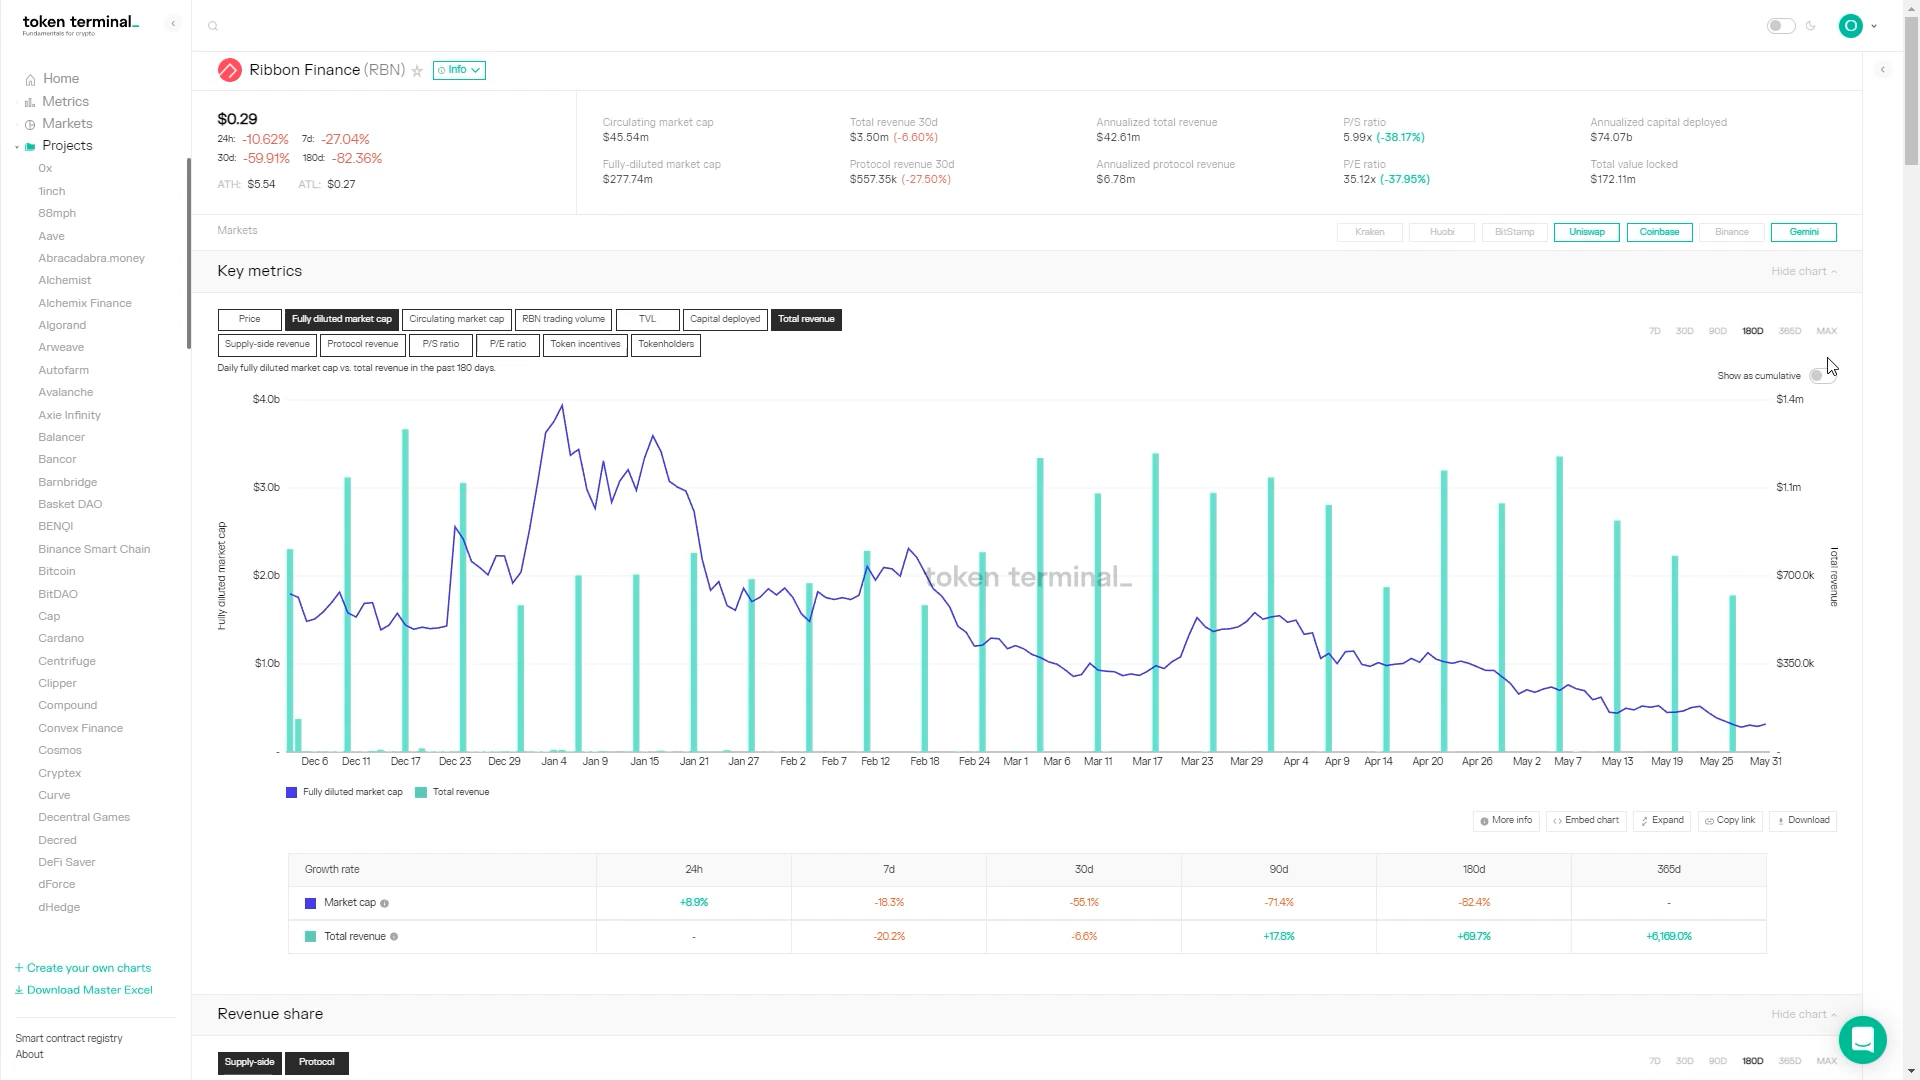 token terminal_
Fundamentals for crypto
Home
Metrics
Markets
Projects
0x
1inch
88mph
Aave
Abracadabra.money
Alchemist
Alchemix Finance
Algorand
Arweave
Autofarm
Avalanche
Axie Infinity
Balancer
Bancor
Barnbridge
Basket DAO
BENQI
Binance Smart Chain
Bitcoin
BitDAO
Cap
Cardano
Centrifuge
Clipper
Compound
Convex Finance
Cosmos
Cryptex
Curve
Decentral Games
Decred
DeFi Saver
dForce
dHedge
+ Create your own charts
Download Master Excel
Smart contract registry
About
Ribbon Finance (RBN) Info
$0.29
24h: -10.62% 7d: -27.04%
30d: -59.91% 180d: -82.36%
ATH: $5.54 ATL: $0.27
Circulating market cap
$45.54m
Fully-diluted market cap
$277.74m
Total revenue 30d
$3.50m (-6.60%)
Protocol revenue 30d
$557.35k (-27.50%)
Annualized total revenue
$42.61m
Annualized protocol revenue
$6.78m
P/S ratio
5.99x (-38.17%)
P/E ratio
35.12x (-37.95%)
Annualized capital deployed
$74.07b
Total value locked
$172.11m
Markets Kraken Huobi BitStamp Uniswap Coinbase Binance Gemini
Key metrics Hide chart
Price Fully diluted market cap Circulating market cap RBN trading volume TVL Capital deployed Total revenue
Supply-side revenue Protocol revenue P/S ratio P/E ratio Token incentives Tokenholders
7D 30D 90D 180D 365D MAX
Daily fully diluted market cap vs. total revenue in the past 180 days.
Show as cumulative
$4.0b
$3.0b
$2.0b
$1.0b
-
Fully diluted market cap
token terminal_
$1.4m
$1.1m
$700.0k
$350.0k
-
Total revenue
Dec 6 Dec 11 Dec 17 Dec 23 Dec 29 Jan 4 Jan 9 Jan 15 Jan 21 Jan 27 Feb 2 Feb 7 Feb 12 Feb 18 Feb 24 Mar 1 Mar 6 Mar 11 Mar 17 Mar 23 Mar 29 Apr 4 Apr 9 Apr 14 Apr 20 Apr 26 May 2 May 7 May 13 May 19 May 25 May 31
Fully diluted market cap Total revenue
More info Embed chart Expand Copy link Download
Growth rate 24h 7d 30d 90d 180d 365d
Market cap +8.9% -18.3% -55.1% -71.4% -82.4% -
Total revenue - -20.2% -6.6% +17.8% +69.7% +6,169.0%
Revenue share Hide chart
Supply-side Protocol
7D 30D 90D 180D 365D MAX